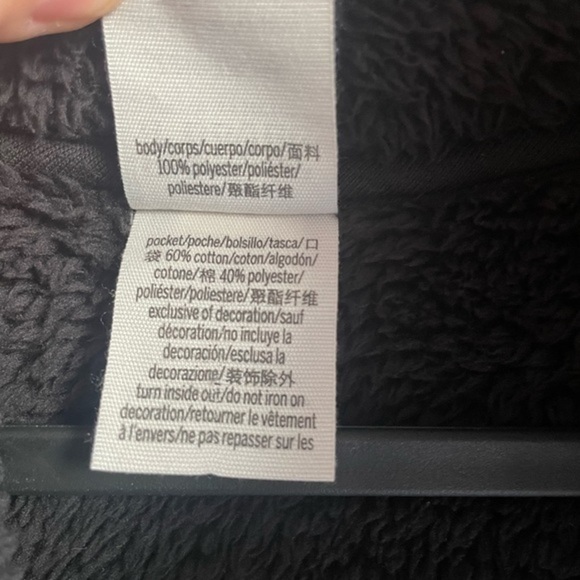 body/corps/cuerpo/corpo/面料
100% polyester/poliéster/
poliestere/聚酯纤维
pocket/poche/bolsillo/tasca/口
袋 60% cotton/coton/algodón/
cotone/棉 40% polyester/
poliéster/poliestere/聚酯纤维
exclusive of decoration/sauf
décoration/no incluye la
decoración/esclusa la
decorazione/装饰除外
turn inside out/do not iron on
decoration/retourner le vêtement
à l'envers/ne pas repasser sur les